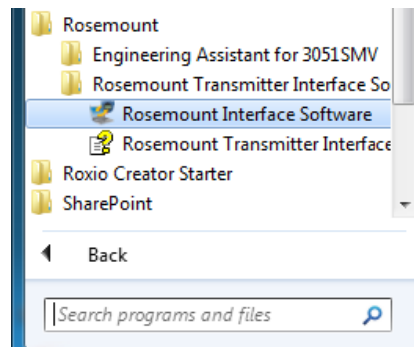 Rosemount
Engineering Assistant for 3051SMV
Rosemount Transmitter Interface So
Rosemount Interface Software
Rosemount Transmitter Interface
Roxio Creator Starter
SharePoint
Back
Search programs and files